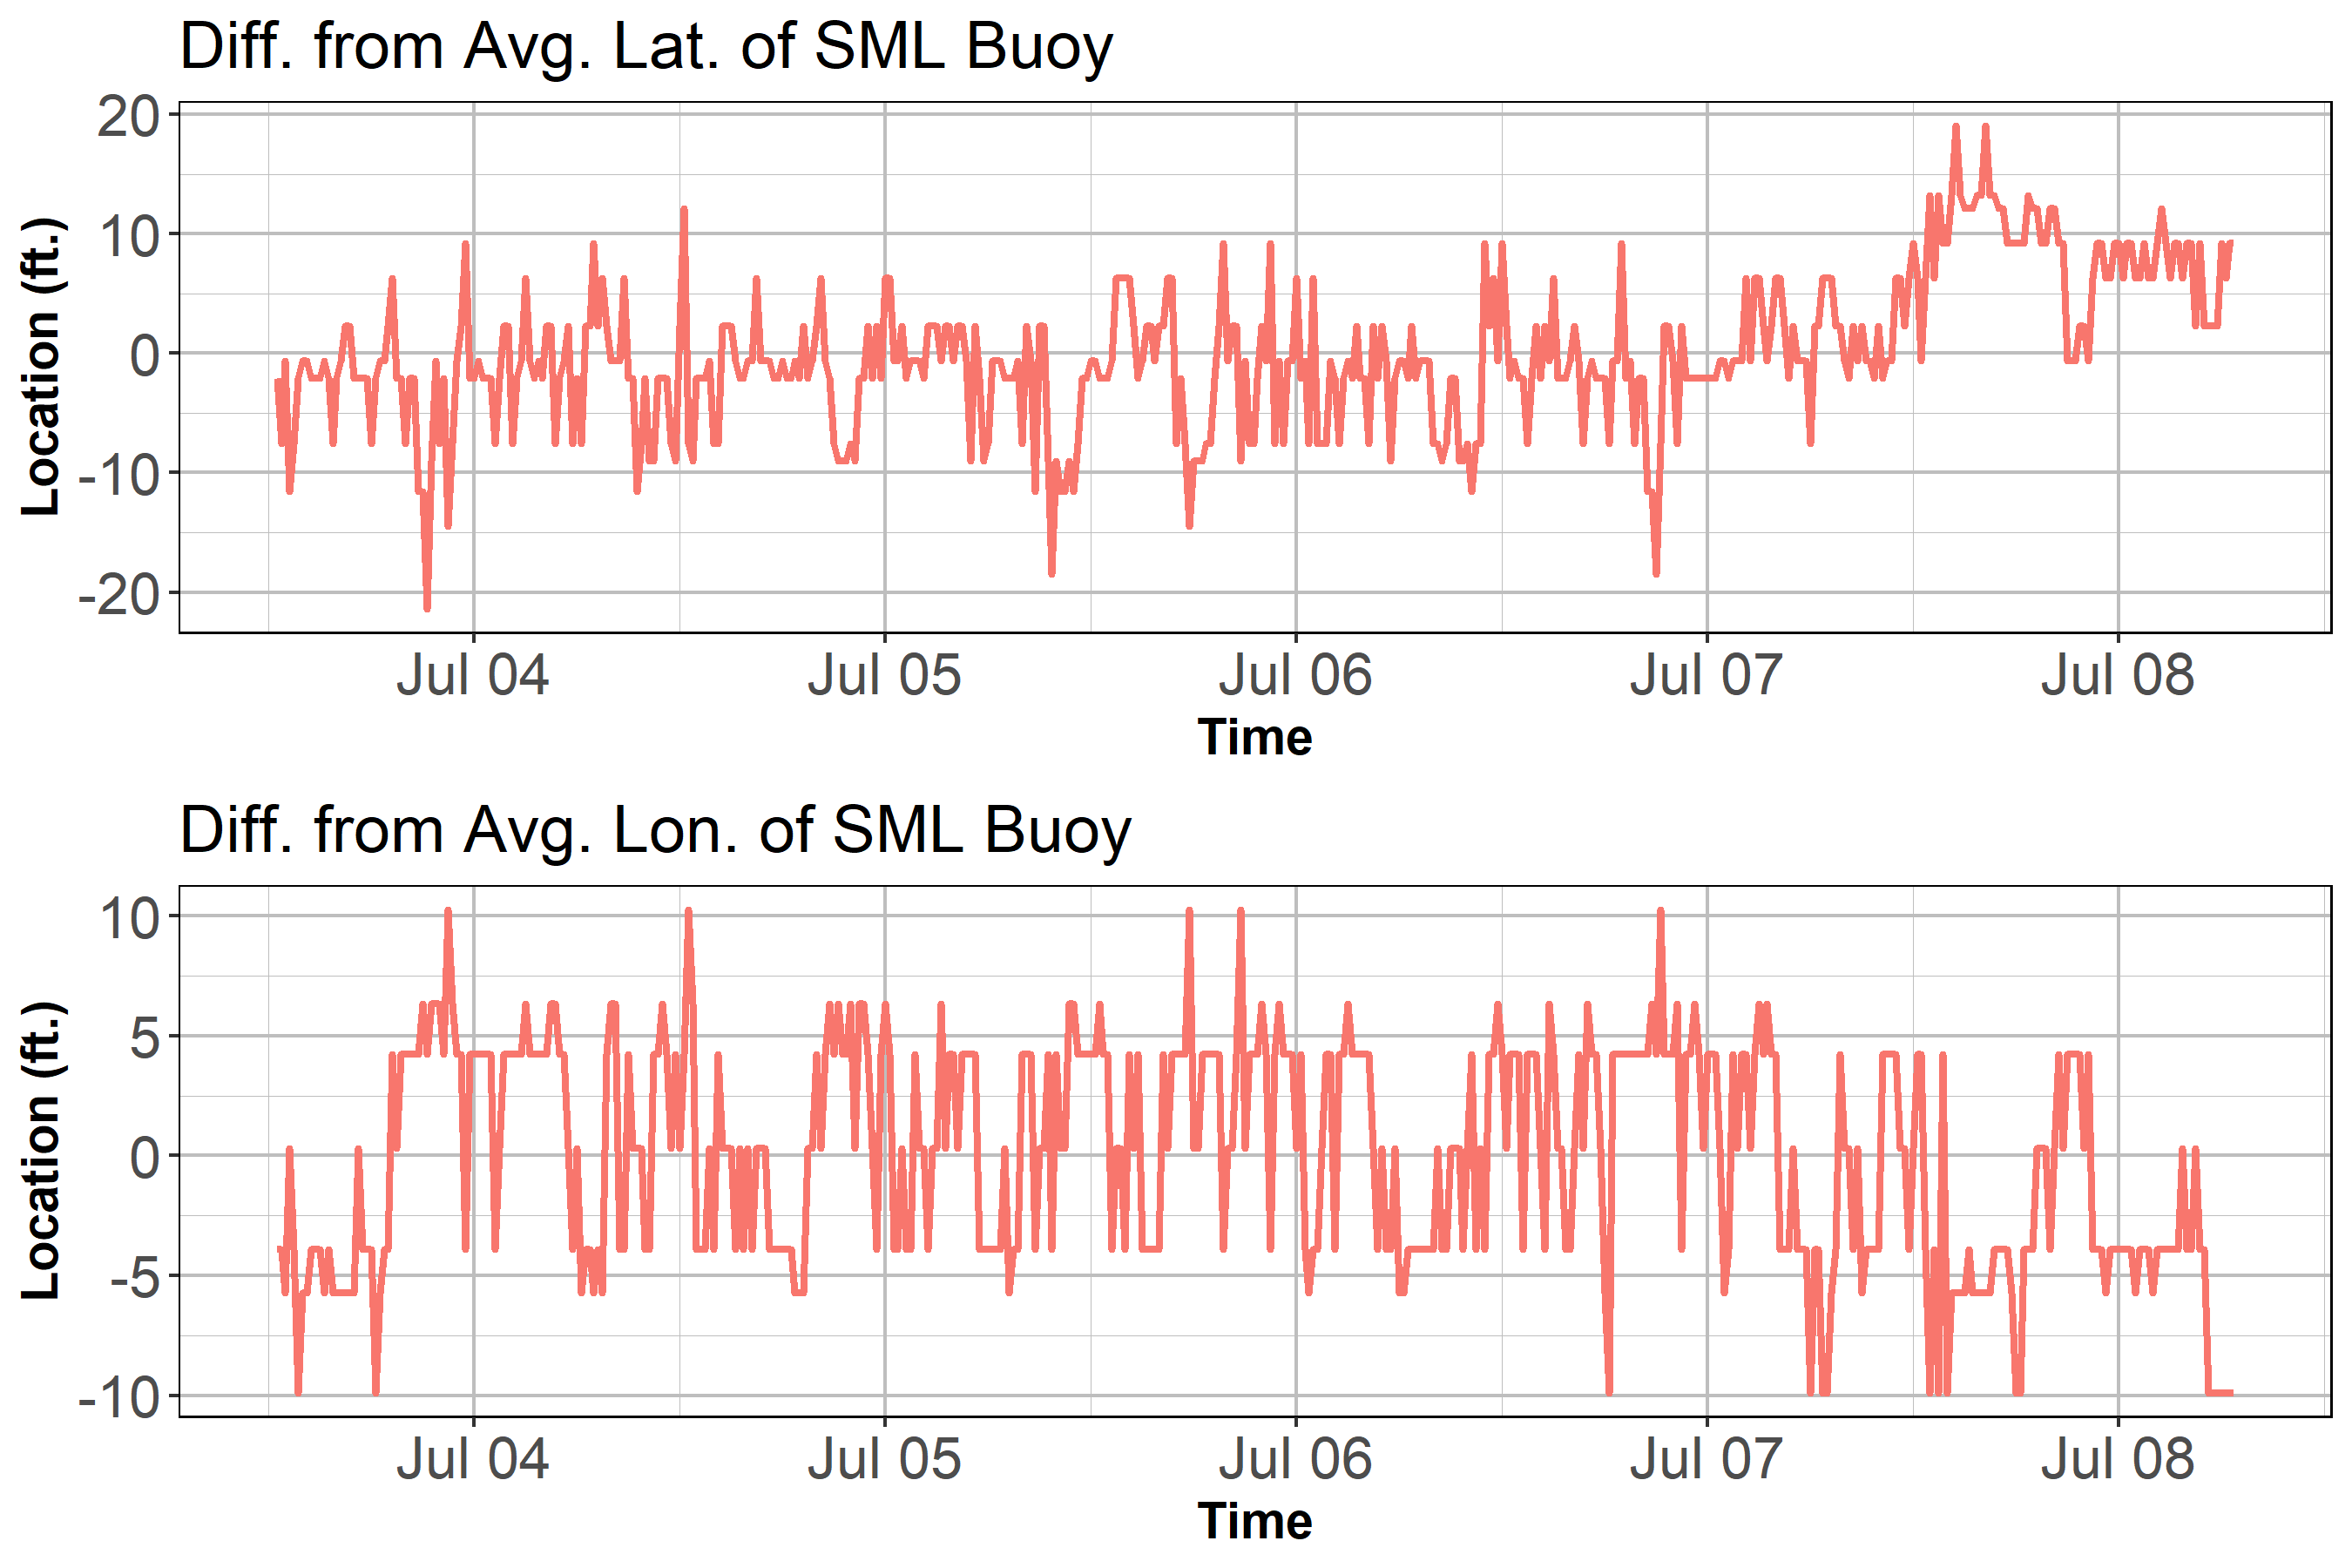 Diff. from Avg. Lat. of SML Buoy
Location (ft.)
20
10
0
-10
-20
Jul 04 Jul 05 Jul 06 Jul 07 Jul 08
Time
Diff. from Avg. Lon. of SML Buoy
Location (ft.)
10
5
0
-5
-10
Jul 04 Jul 05 Jul 06 Jul 07 Jul 08
Time